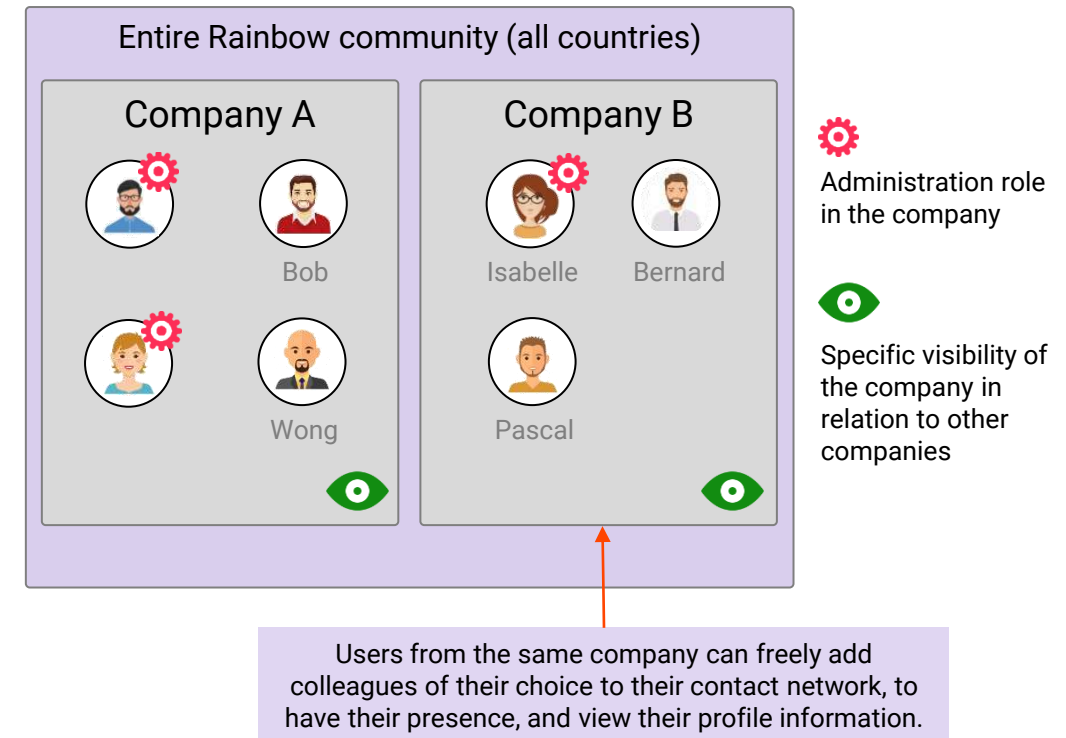 Entire Rainbow community (all countries)
Company A
Company B
Bob
Isabelle
Bernard
Wong
Pascal
Administration role
in the company
Specific visibility of
the company in
relation to other
companies
Users from the same company can freely add
colleagues of their choice to their contact network, to
have their presence, and view their profile information.